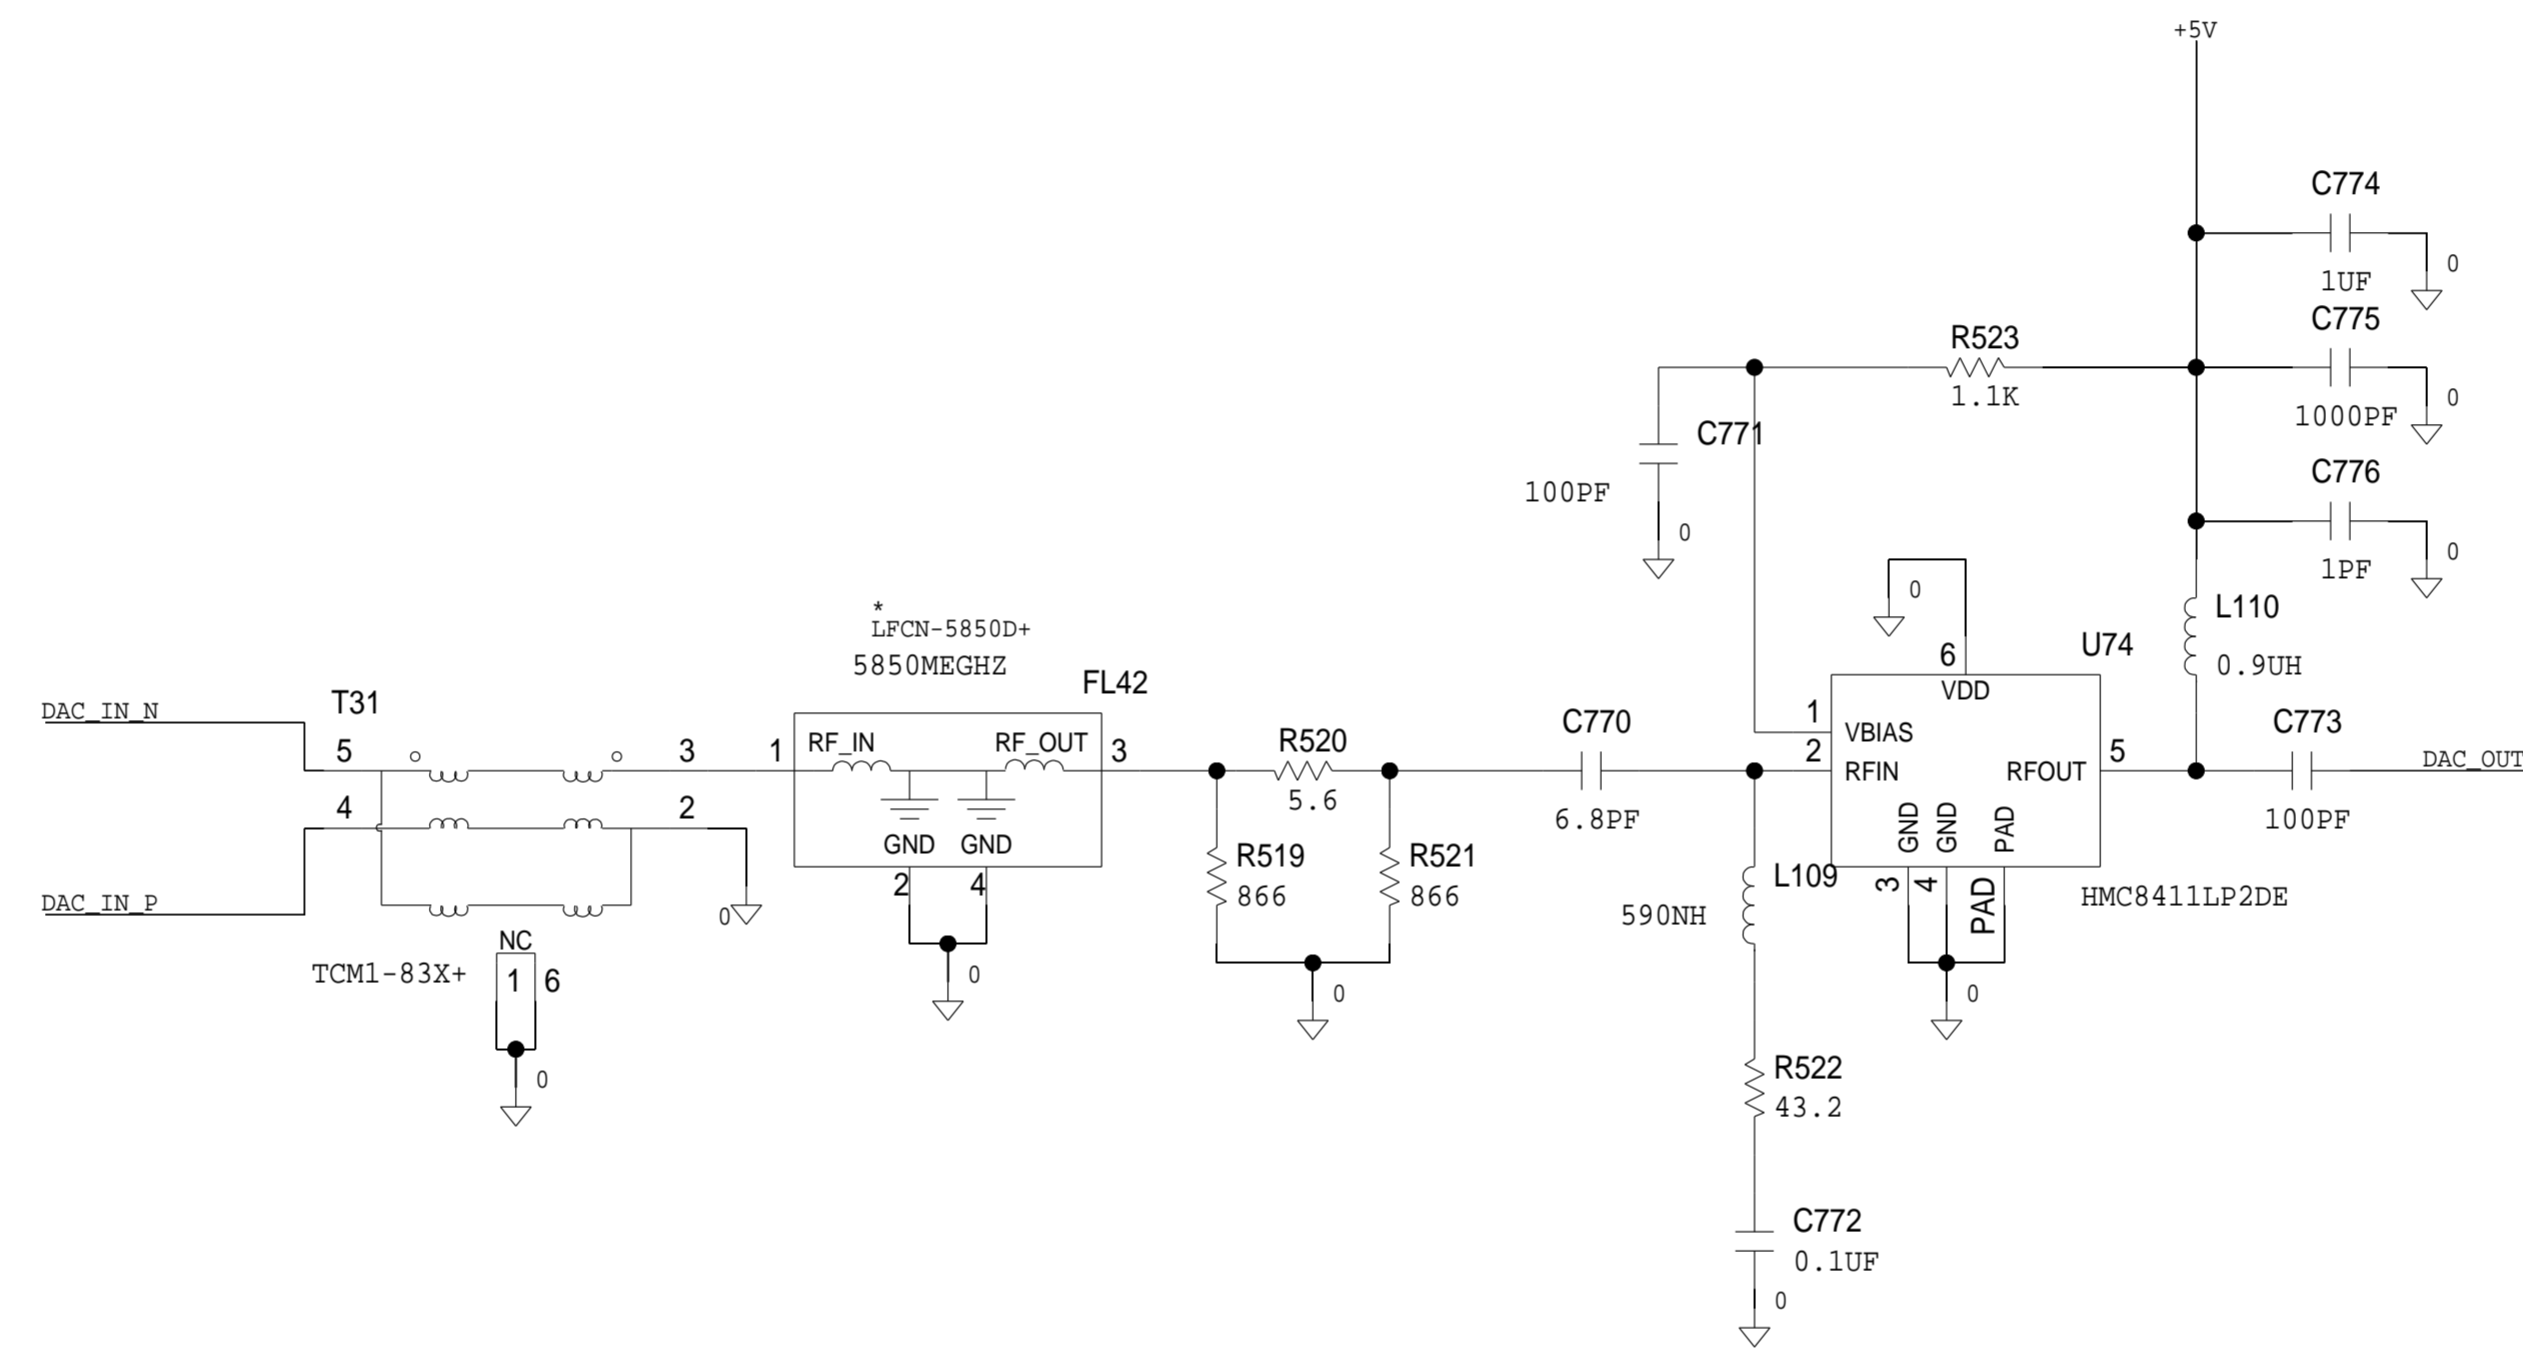 +5V
C774
1UF
0
C775
1000PF
0
C776
1PF
0
R523
1.1K
C771
100PF
0
L110
0.9UH
0
U74
6
VDD
1
VBIAS
2
RFIN
RFOUT
5
GND
GND
PAD
3
4
PAD
HMC8411LP2DE
0
C773
100PF
DAC_OUT
*
LFCN-5850D+
5850MEGHZ
FL42
1
RF_IN
RF_OUT
3
GND
GND
2
4
0
DAC_IN_N
T31
5
3
4
2
DAC_IN_P
0
NC
TCM1-83X+
1
6
0
R520
5.6
R519
866
R521
866
0
C770
6.8PF
L109
590NH
R522
43.2
C772
0.1UF
0